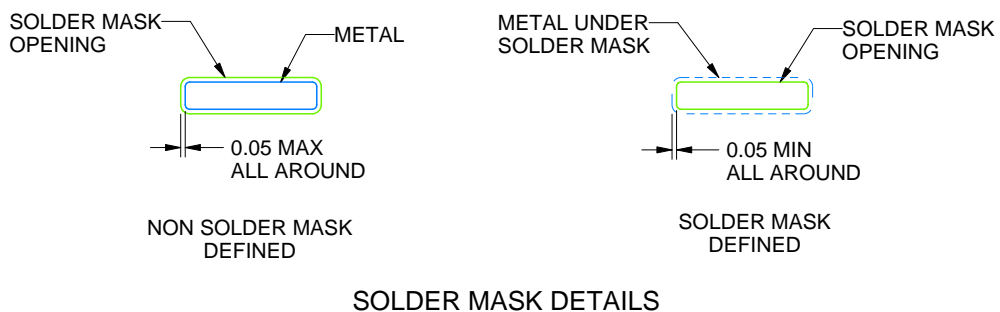 SOLDER MASK
OPENING
METAL
0.05 MAX
ALL AROUND
NON SOLDER MASK
DEFINED
METAL UNDER
SOLDER MASK
SOLDER MASK
OPENING
0.05 MIN
ALL AROUND
SOLDER MASK
DEFINED
SOLDER MASK DETAILS